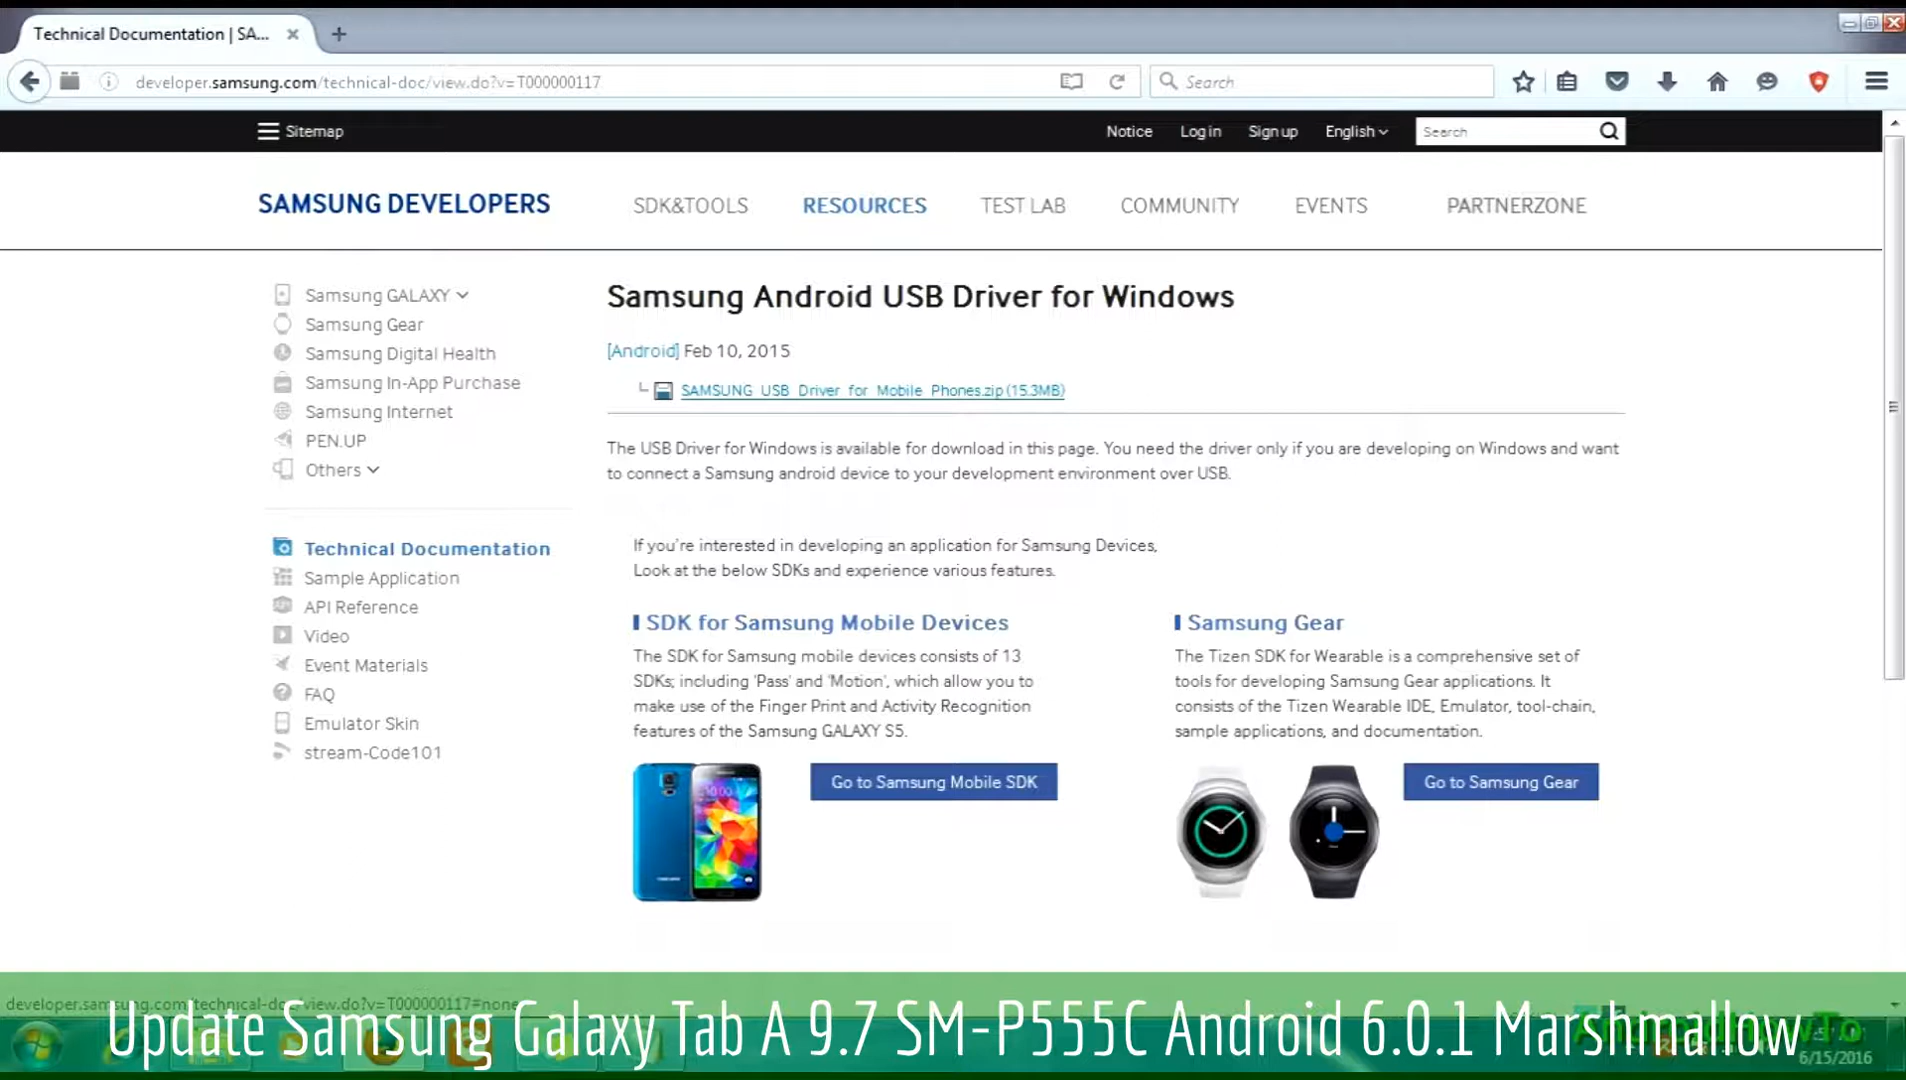 Technical Documentation | SA...
developer.samsung.com/technical-doc/view.do?v=T000000117
Search
Sitemap
Notice
Log in
Sign up
English
Search
SAMSUNG DEVELOPERS
SDK&TOOLS
RESOURCES
TEST LAB
COMMUNITY
EVENTS
PARTNERZONE
Samsung GALAXY
Samsung Gear
Samsung Digital Health
Samsung In-App Purchase
Samsung Internet
PEN.UP
Others
Technical Documentation
Sample Application
API Reference
Video
Event Materials
FAQ
Emulator Skin
stream-Code101
Samsung Android USB Driver for Windows
[Android] Feb 10, 2015
SAMSUNG_USB_Driver_for_Mobile_Phones.zip (15.3MB)
The USB Driver for Windows is available for download in this page. You need the driver only if you are developing on Windows and want
to connect a Samsung android device to your development environment over USB.
If you're interested in developing an application for Samsung Devices,
Look at the below SDKs and experience various features.
SDK for Samsung Mobile Devices
The SDK for Samsung mobile devices consists of 13
SDKs; including 'Pass' and 'Motion', which allow you to
make use of the Finger Print and Activity Recognition
features of the Samsung GALAXY S5.
Go to Samsung Mobile SDK
Samsung Gear
The Tizen SDK for Wearable is a comprehensive set of
tools for developing Samsung Gear applications. It
consists of the Tizen Wearable IDE, Emulator, tool-chain,
sample applications, and documentation.
Go to Samsung Gear
developer.samsung.com/technical-doc/view.do?v=T000000117#none
Update Samsung Galaxy Tab A 9.7 SM-P555C Android 6.0.1 Marshmallow
6/15/2016